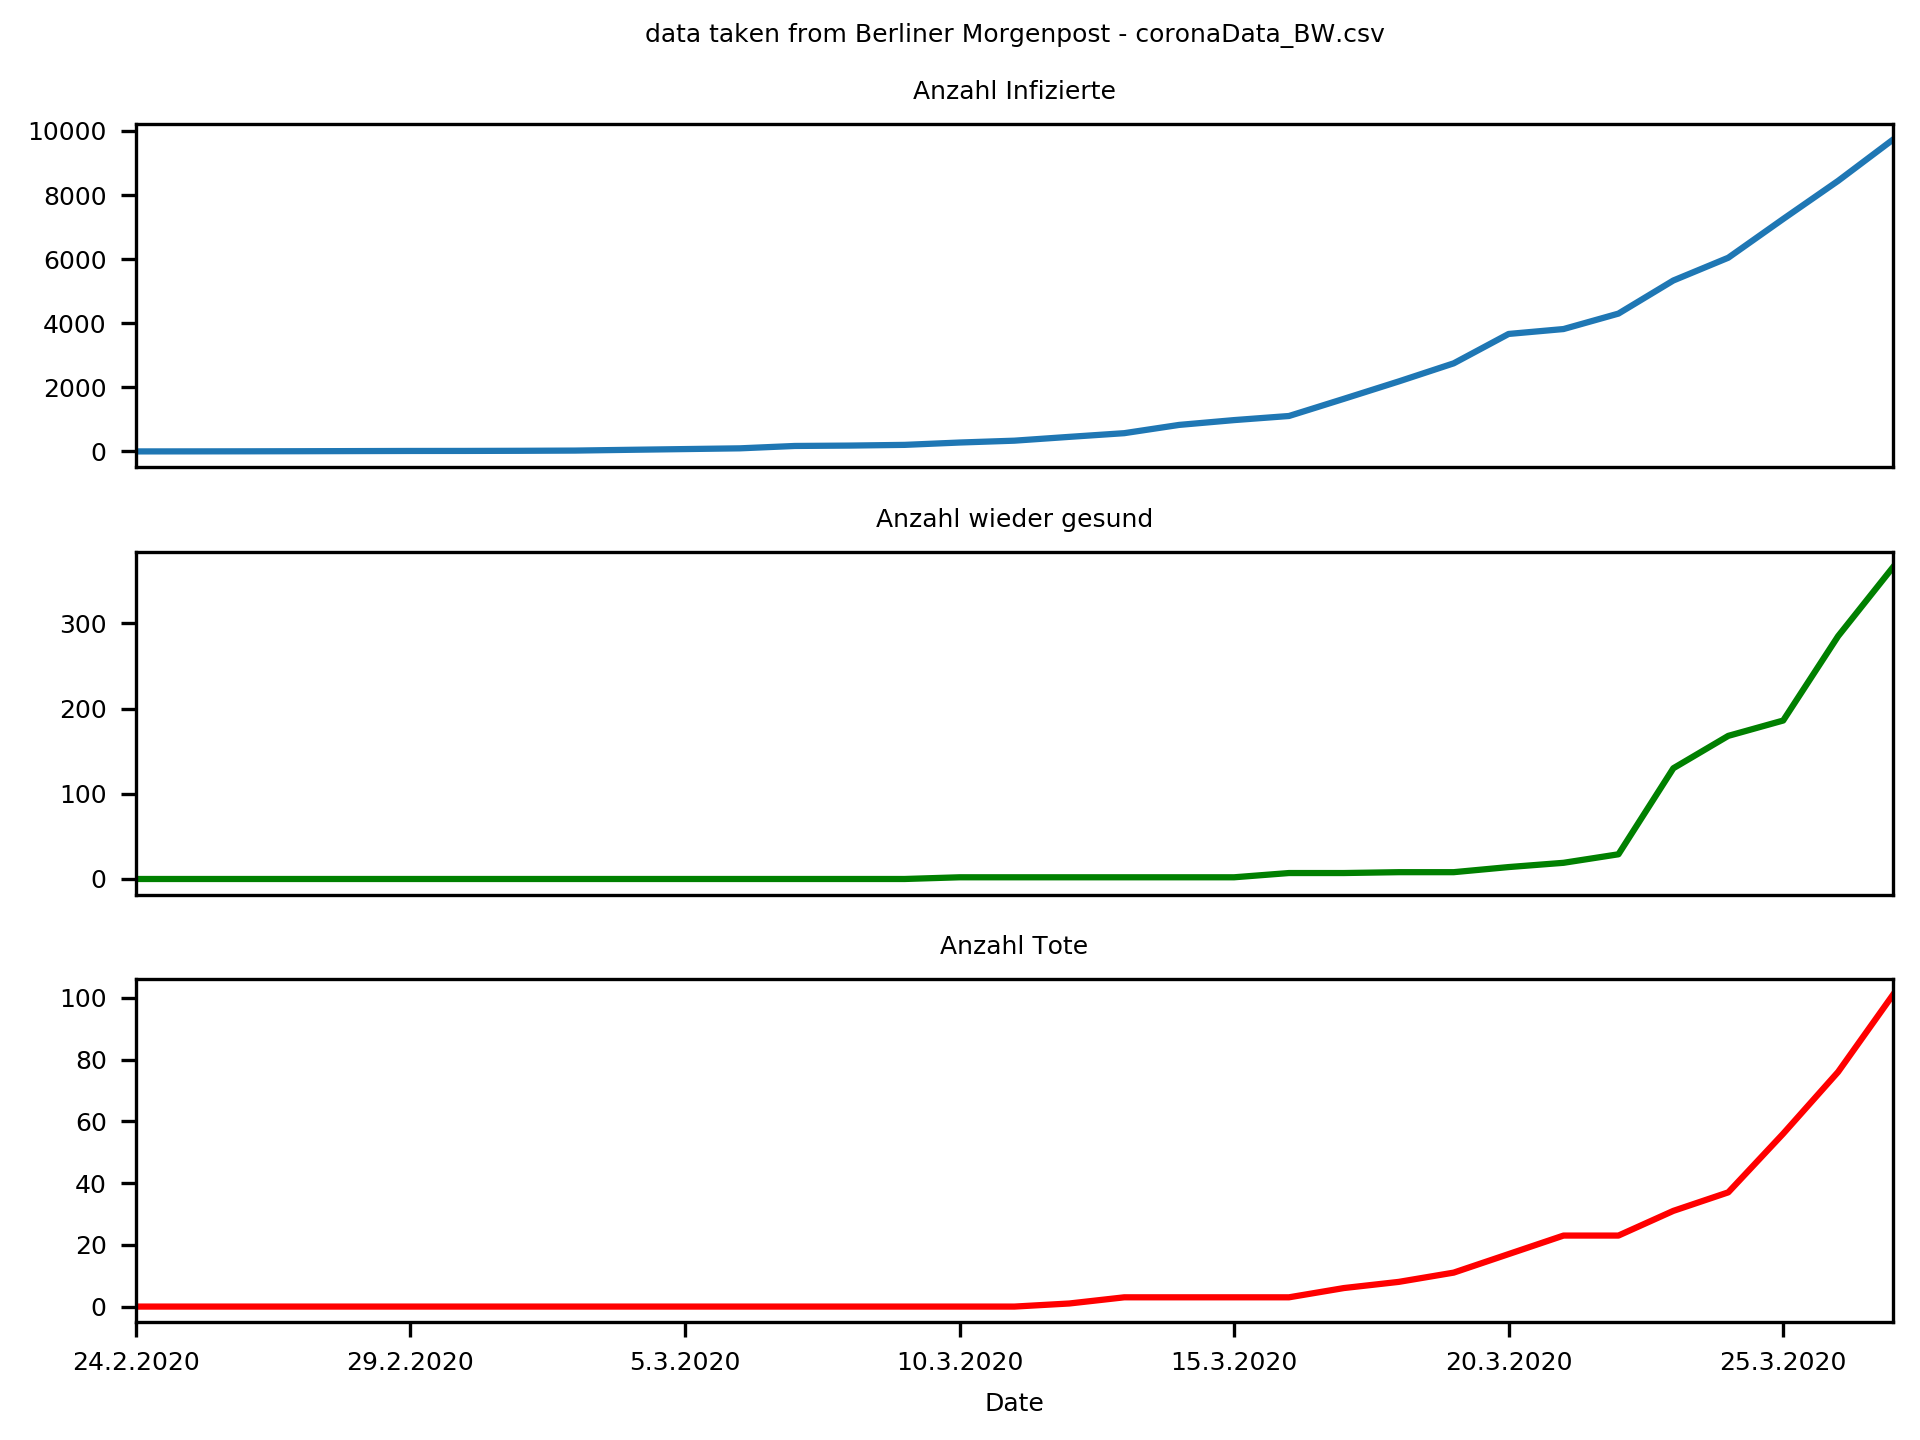 data taken from Berliner Morgenpost - coronaData_BW.csv
Anzahl Infizierte
10000
8000
6000
4000
2000
0
Anzahl wieder gesund
300
200
100
0
Anzahl Tote
100
80
60
40
20
0
24.2.2020 29.2.2020 5.3.2020 10.3.2020 15.3.2020 20.3.2020 25.3.2020
Date